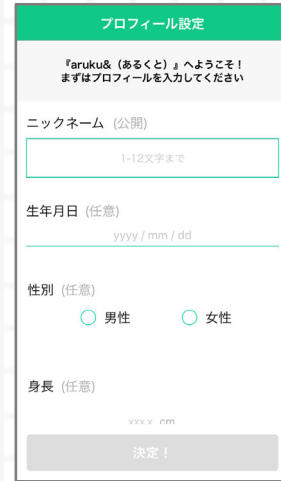 プロフィール設定
『aruku&（あるくと）』へようこそ！
まずはプロフィールを入力してください
ニックネーム (公開)
1-12文字まで
生年月日 (任意)
yyyy / mm / dd
性別 (任意)
男性 女性
身長 (任意)
xxx.x cm
決定！